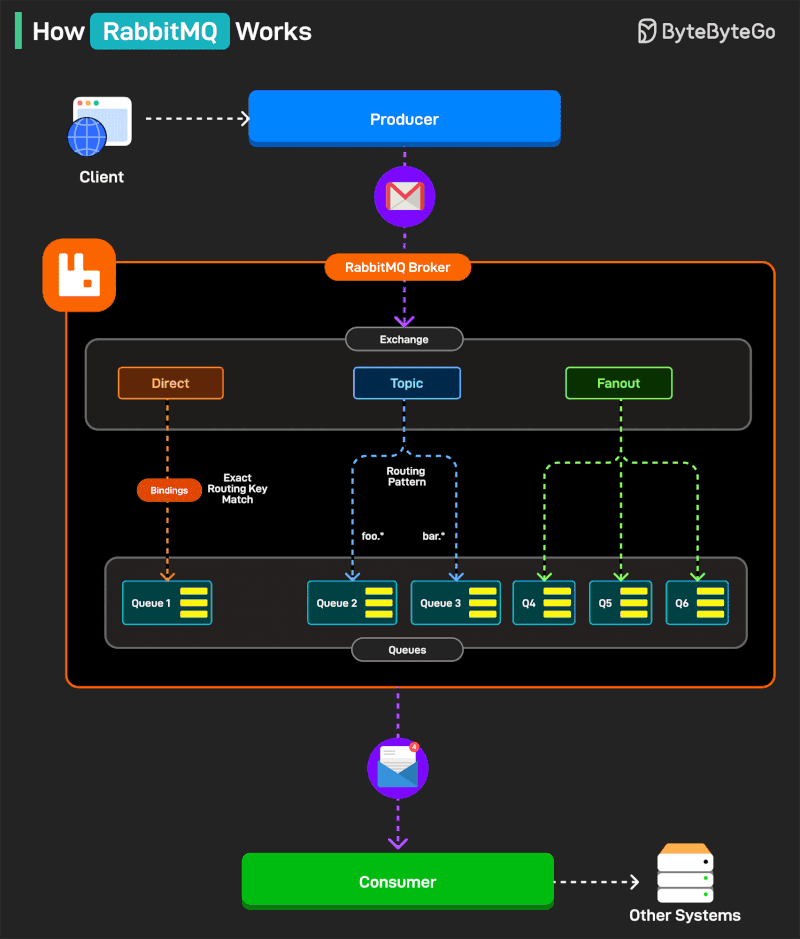 How RabbitMQ Works
ByteByteGo
Producer
Client
RabbitMQ Broker
Exchange
Direct
Topic
Fanout
Bindings
Exact
Routing Key
Match
Routing
Pattern
foo.*
bar.*
Queue 1
Queue 2
Queue 3
Q4
Q5
Q6
Queues
4
Consumer
Other Systems